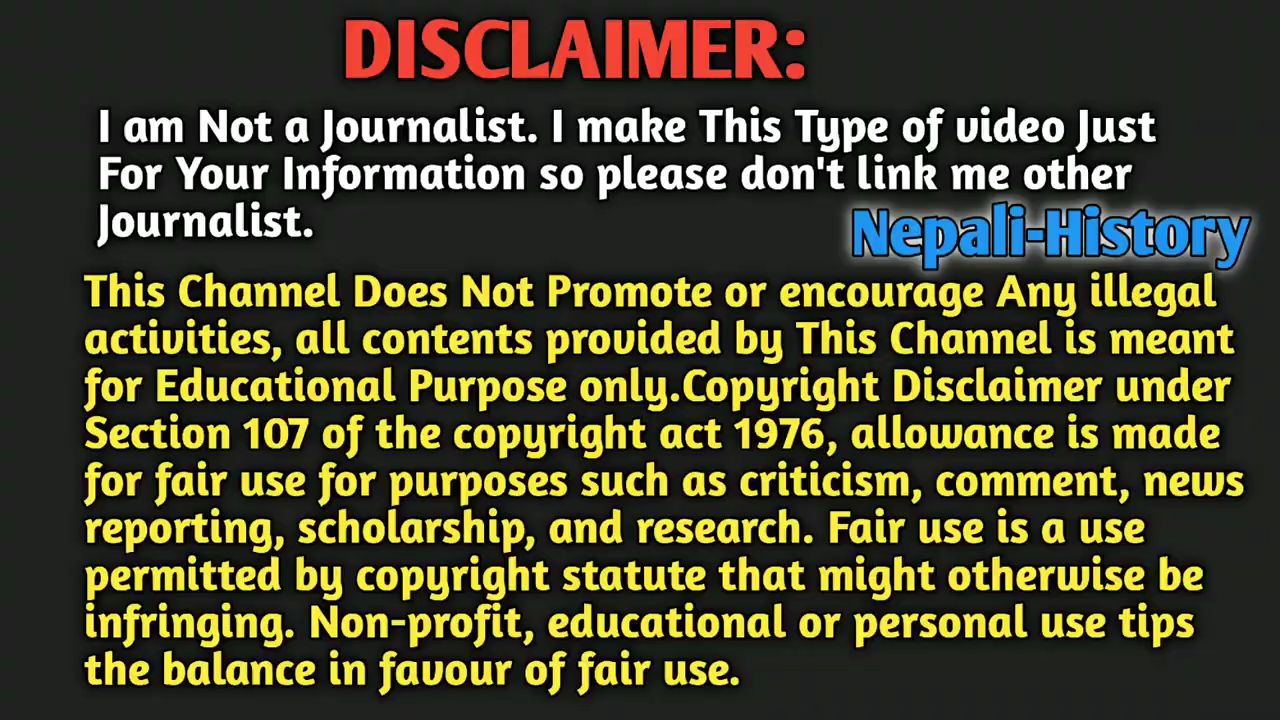 DISCLAIMER:
I am Not a Journalist. I make This Type of video Just
For Your Information so please don't link me other
Journalist.
Nepali-History
This Channel Does Not Promote or encourage Any illegal
activities, all contents provided by This Channel is meant
for Educational Purpose only.Copyright Disclaimer under
Section 107 of the copyright act 1976, allowance is made
for fair use for purposes such as criticism, comment, news
reporting, scholarship, and research. Fair use is a use
permitted by copyright statute that might otherwise be
infringing. Non-profit, educational or personal use tips
the balance in favour of fair use.